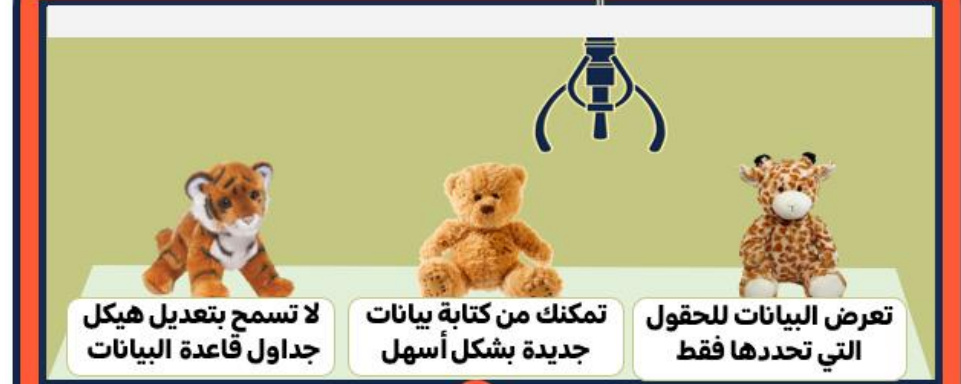 تعرض البيانات للحقول
التي تحددها فقط
تمكنك من كتابة بيانات
جديدة بشكل أسهل
لا تسمح بتعديل هيكل
جداول قاعدة البيانات